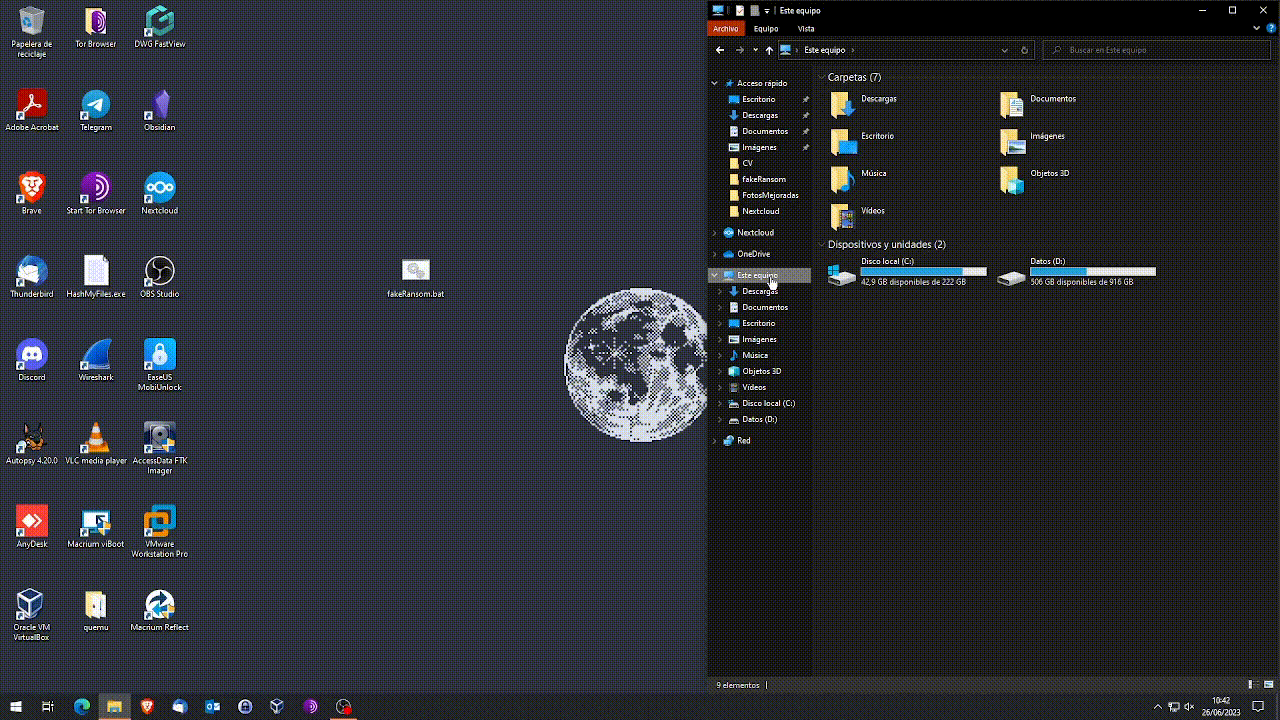 Papelera de
reciclaje
Tor Browser
DWG FastView
Adobe Acrobat
Telegram
Obsidian
Brave
Start Tor Browser
Nextcloud
Thunderbird
HashMyFiles.exe
OBS Studio
Discord
Wireshark
EaseUS
MobiUnlock
Autopsy 4.20.0
VLC media player
AccessData FTK
Imager
AnyDesk
Macrium viBoot
VMware
Workstation Pro
Oracle VM
VirtualBox
quemu
Macrium Reflect
fakeRansom.bat
Este equipo
Archivo
Equipo
Vista
Este equipo
Buscar en Este equipo
Acceso rápido
Escritorio
Descargas
Documentos
Imágenes
CV
fakeRansom
FotosMejoradas
Nextcloud
Nextcloud
OneDrive
Este equipo
Descargas
Documentos
Escritorio
Imágenes
Música
Objetos 3D
Vídeos
Disco local (C:)
Datos (D:)
Red
Carpetas (7)
Descargas
Documentos
Escritorio
Imágenes
Música
Objetos 3D
Vídeos
Dispositivos y unidades (2)
Disco local (C:)
42,9 GB disponibles de 222 GB
Datos (D:)
506 GB disponibles de 916 GB
9 elementos
10:42
26/06/2023